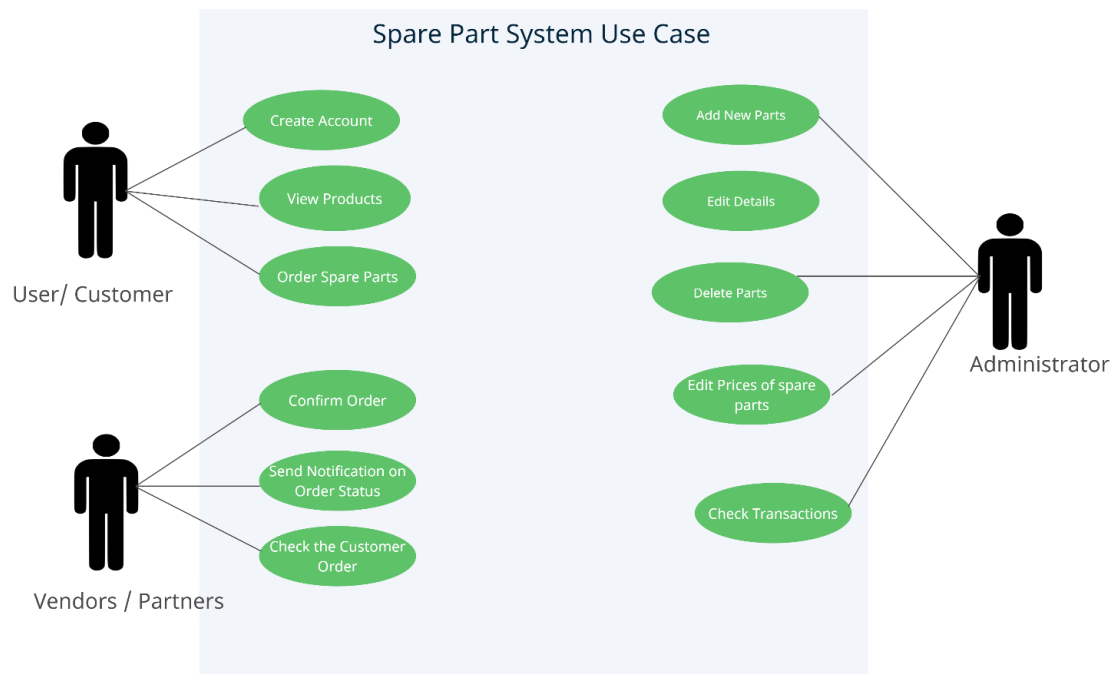 Spare Part System Use Case
Create Account
View Products
Order Spare Parts
User/ Customer
Confirm Order
Send Notification on
Order Status
Check the Customer
Order
Vendors / Partners
Add New Parts
Edit Details
Delete Parts
Edit Prices of spare
parts
Check Transactions
Administrator